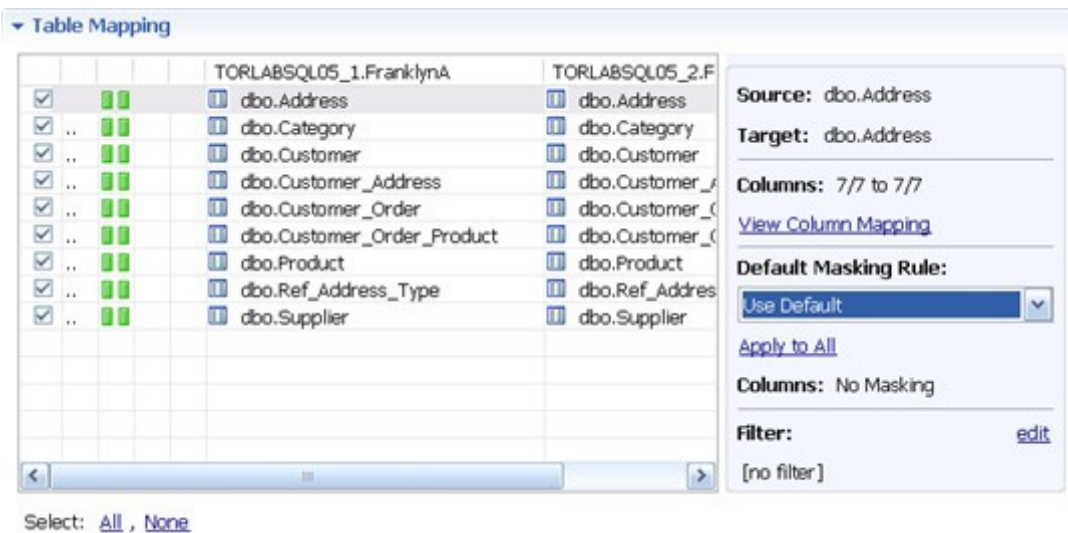 Table Mapping
TORLABSQL05_1.FranklynA TORLABSQL05_2.F
dbo.Address dbo.Address
.. dbo.Category dbo.Category
dbo.Customer dbo.Customer
.. dbo.Customer_Address dbo.Customer_A
.. dbo.Customer_Order dbo.Customer_O
.. dbo.Customer_Order_Product dbo.Customer_O
.. dbo.Product dbo.Product
.. dbo.Ref_Address_Type dbo.Ref_Addres
.. dbo.Supplier dbo.Supplier
Source: dbo.Address
Target: dbo.Address
Columns: 7/7 to 7/7
View Column Mapping
Default Masking Rule:
Use Default
Apply to All
Columns: No Masking
Filter: edit
[no filter]
Select: All , None